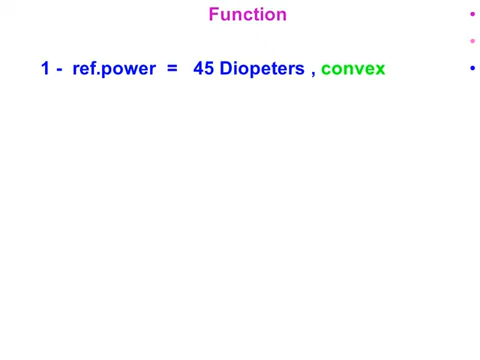 Function
1 - ref.power = 45 Diopeters , convex